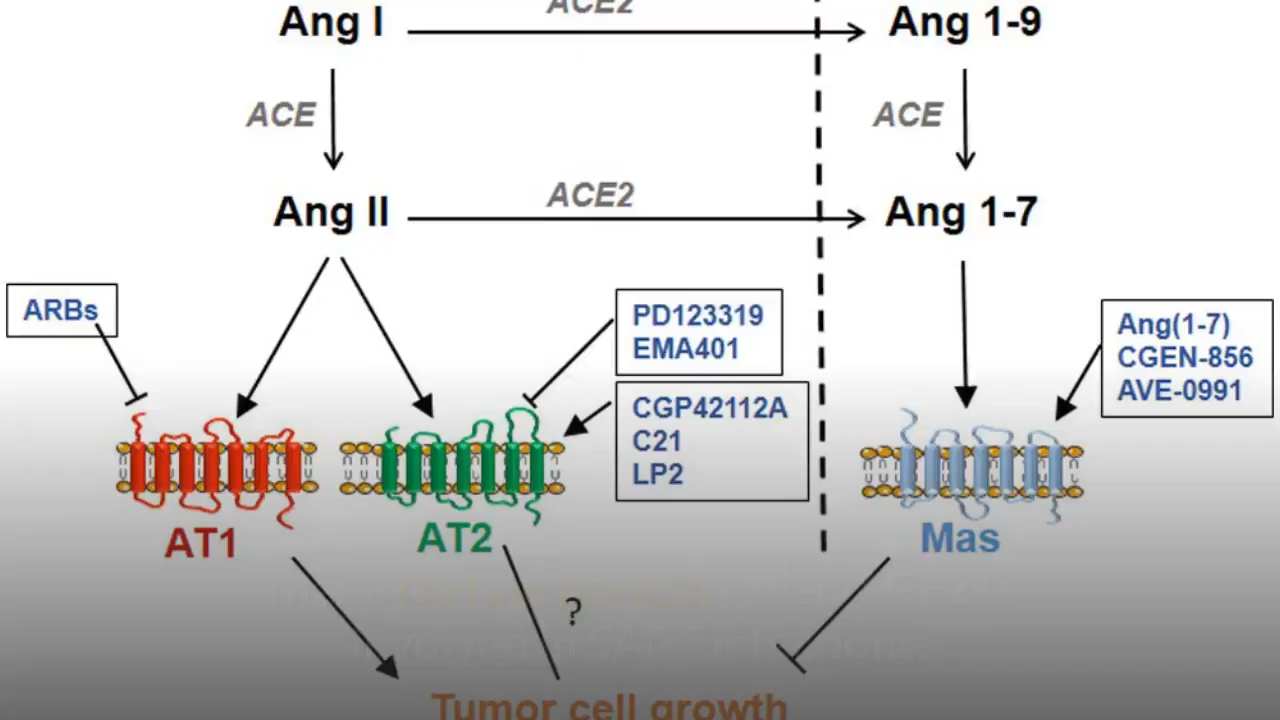 ACE2
Ang I
Ang 1-9
ACE
ACE
ACE2
Ang II
Ang 1-7
ARBs
PD123319
EMA401
Ang(1-7)
CGEN-856
AVE-0991
CGP42112A
C21
LP2
AT1
AT2
Mas
?
Tumor cell growth